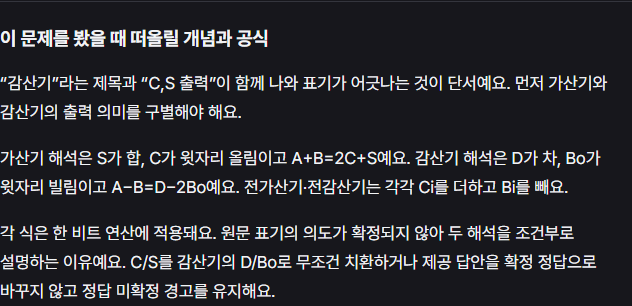 이 문제를 봤을 때 떠올릴 개념과 공식
“감산기”라는 제목과 “C,S 출력”이 함께 나와 표기가 어긋나는 것이 단서예요. 먼저 가산기와
감산기의 출력 의미를 구별해야 해요.
가산기 해석은 S가 합, C가 윗자리 올림이고 A+B=2C+S예요. 감산기 해석은 D가 차, Bo가
윗자리 빌림이고 A−B=D−2Bo예요. 전가산기·전감산기는 각각 Ci를 더하고 Bi를 빼요.
각 식은 한 비트 연산에 적용돼요. 원문 표기의 의도가 확정되지 않아 두 해석을 조건부로
설명하는 이유예요. C/S를 감산기의 D/Bo로 무조건 치환하거나 제공 답안을 확정 정답으로
바꾸지 않고 정답 미확정 경고를 유지해요.